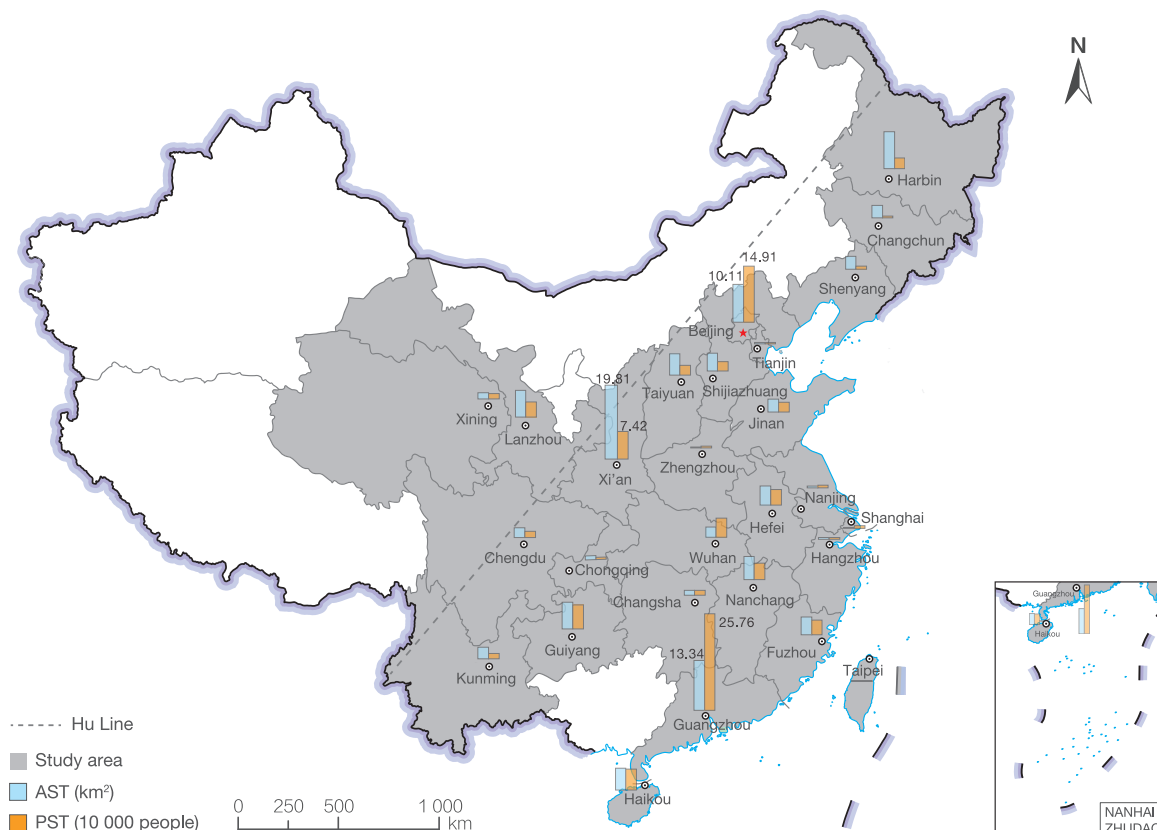 N
Harbin
Changchun
14.91
10.11
Shenyang
Beijing
Tianjin
19.81
Taiyuan
Shijiazhuang
Xining
Jinan
7.42
Lanzhou
Zhengzhou
Xi'an
Nanjing
Hefei
Shanghai
Chengdu
Wuhan
Hangzhou
Chongqing
Nanchang
Changsha
25.76
Guiyang
13.34
Fuzhou
Kunming
Taipei
Guangzhou
Haikou
Guangzhou
Haikou
NANHAI
ZHUDAO
Hu Line
Study area
AST (km²)
PST (10 000 people)
0 250 500 1 000
km